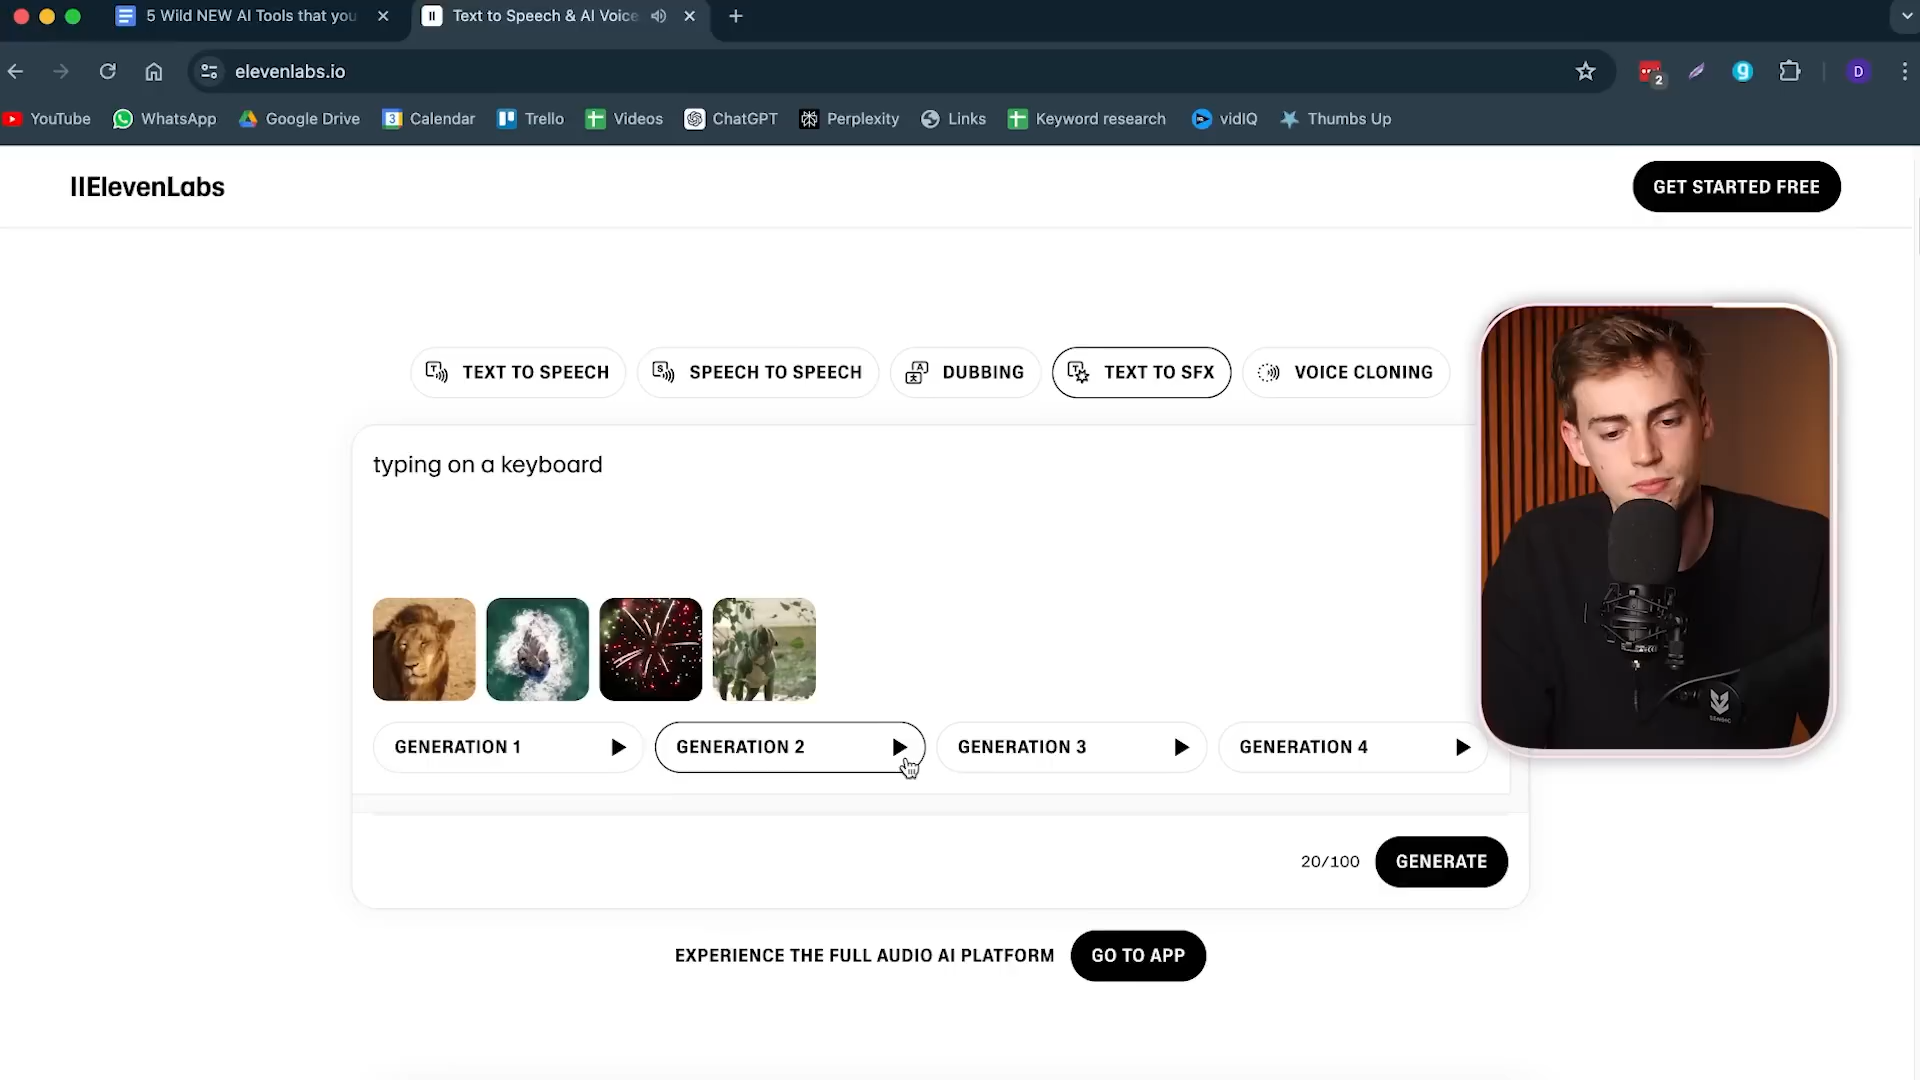 5 Wild NEW AI Tools that you
Text to Speech & AI Voice
elevenlabs.io
2
g
D
YouTube
WhatsApp
Google Drive
3
Calendar
Trello
Videos
ChatGPT
Perplexity
Links
Keyword research
vidIQ
Thumbs Up
IIElevenLabs
GET STARTED FREE
TEXT TO SPEECH
SPEECH TO SPEECH
DUBBING
TEXT TO SFX
VOICE CLONING
typing on a keyboard
GENERATION 1
GENERATION 2
GENERATION 3
GENERATION 4
20/100
GENERATE
EXPERIENCE THE FULL AUDIO AI PLATFORM
GO TO APP